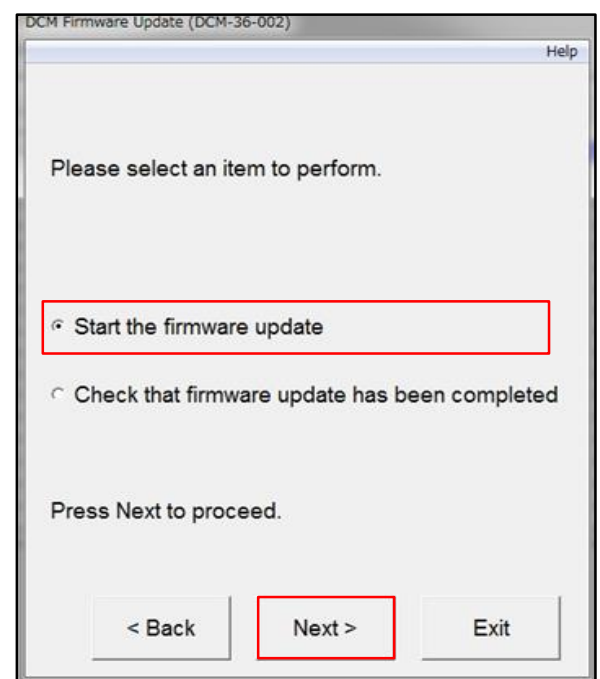 DCM Firmware Update (DCM-36-002)
Help
Please select an item to perform.
Start the firmware update
Check that firmware update has been completed
Press Next to proceed.
< Back Next > Exit